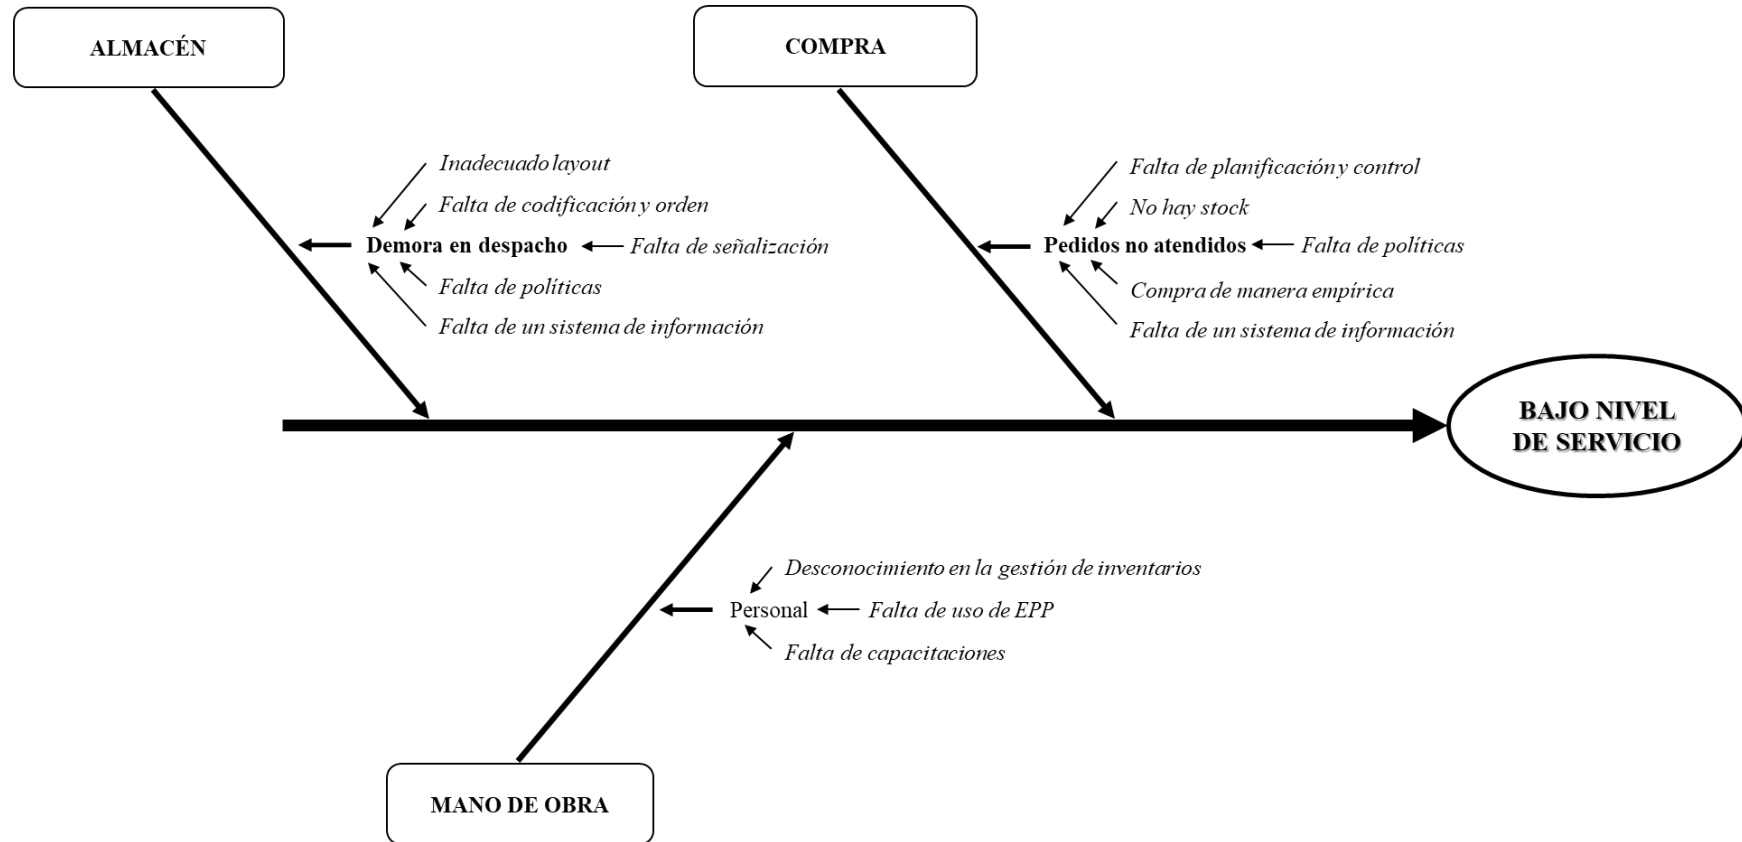 ALMACÉN
COMPRA
Inadecuado layout
Falta de codificación y orden
Demora en despacho
Falta de señalización
Falta de políticas
Falta de un sistema de información
Falta de planificación y control
No hay stock
Pedidos no atendidos
Falta de políticas
Compra de manera empírica
Falta de un sistema de información
BAJO NIVEL
DE SERVICIO
Desconocimiento en la gestión de inventarios
Personal
Falta de uso de EPP
Falta de capacitaciones
MANO DE OBRA